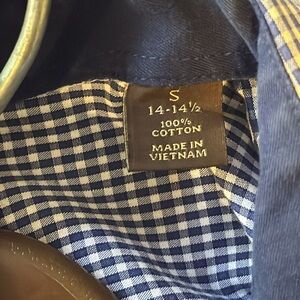 S
14-14½
100%
COTTON
MADE IN
VIETNAM